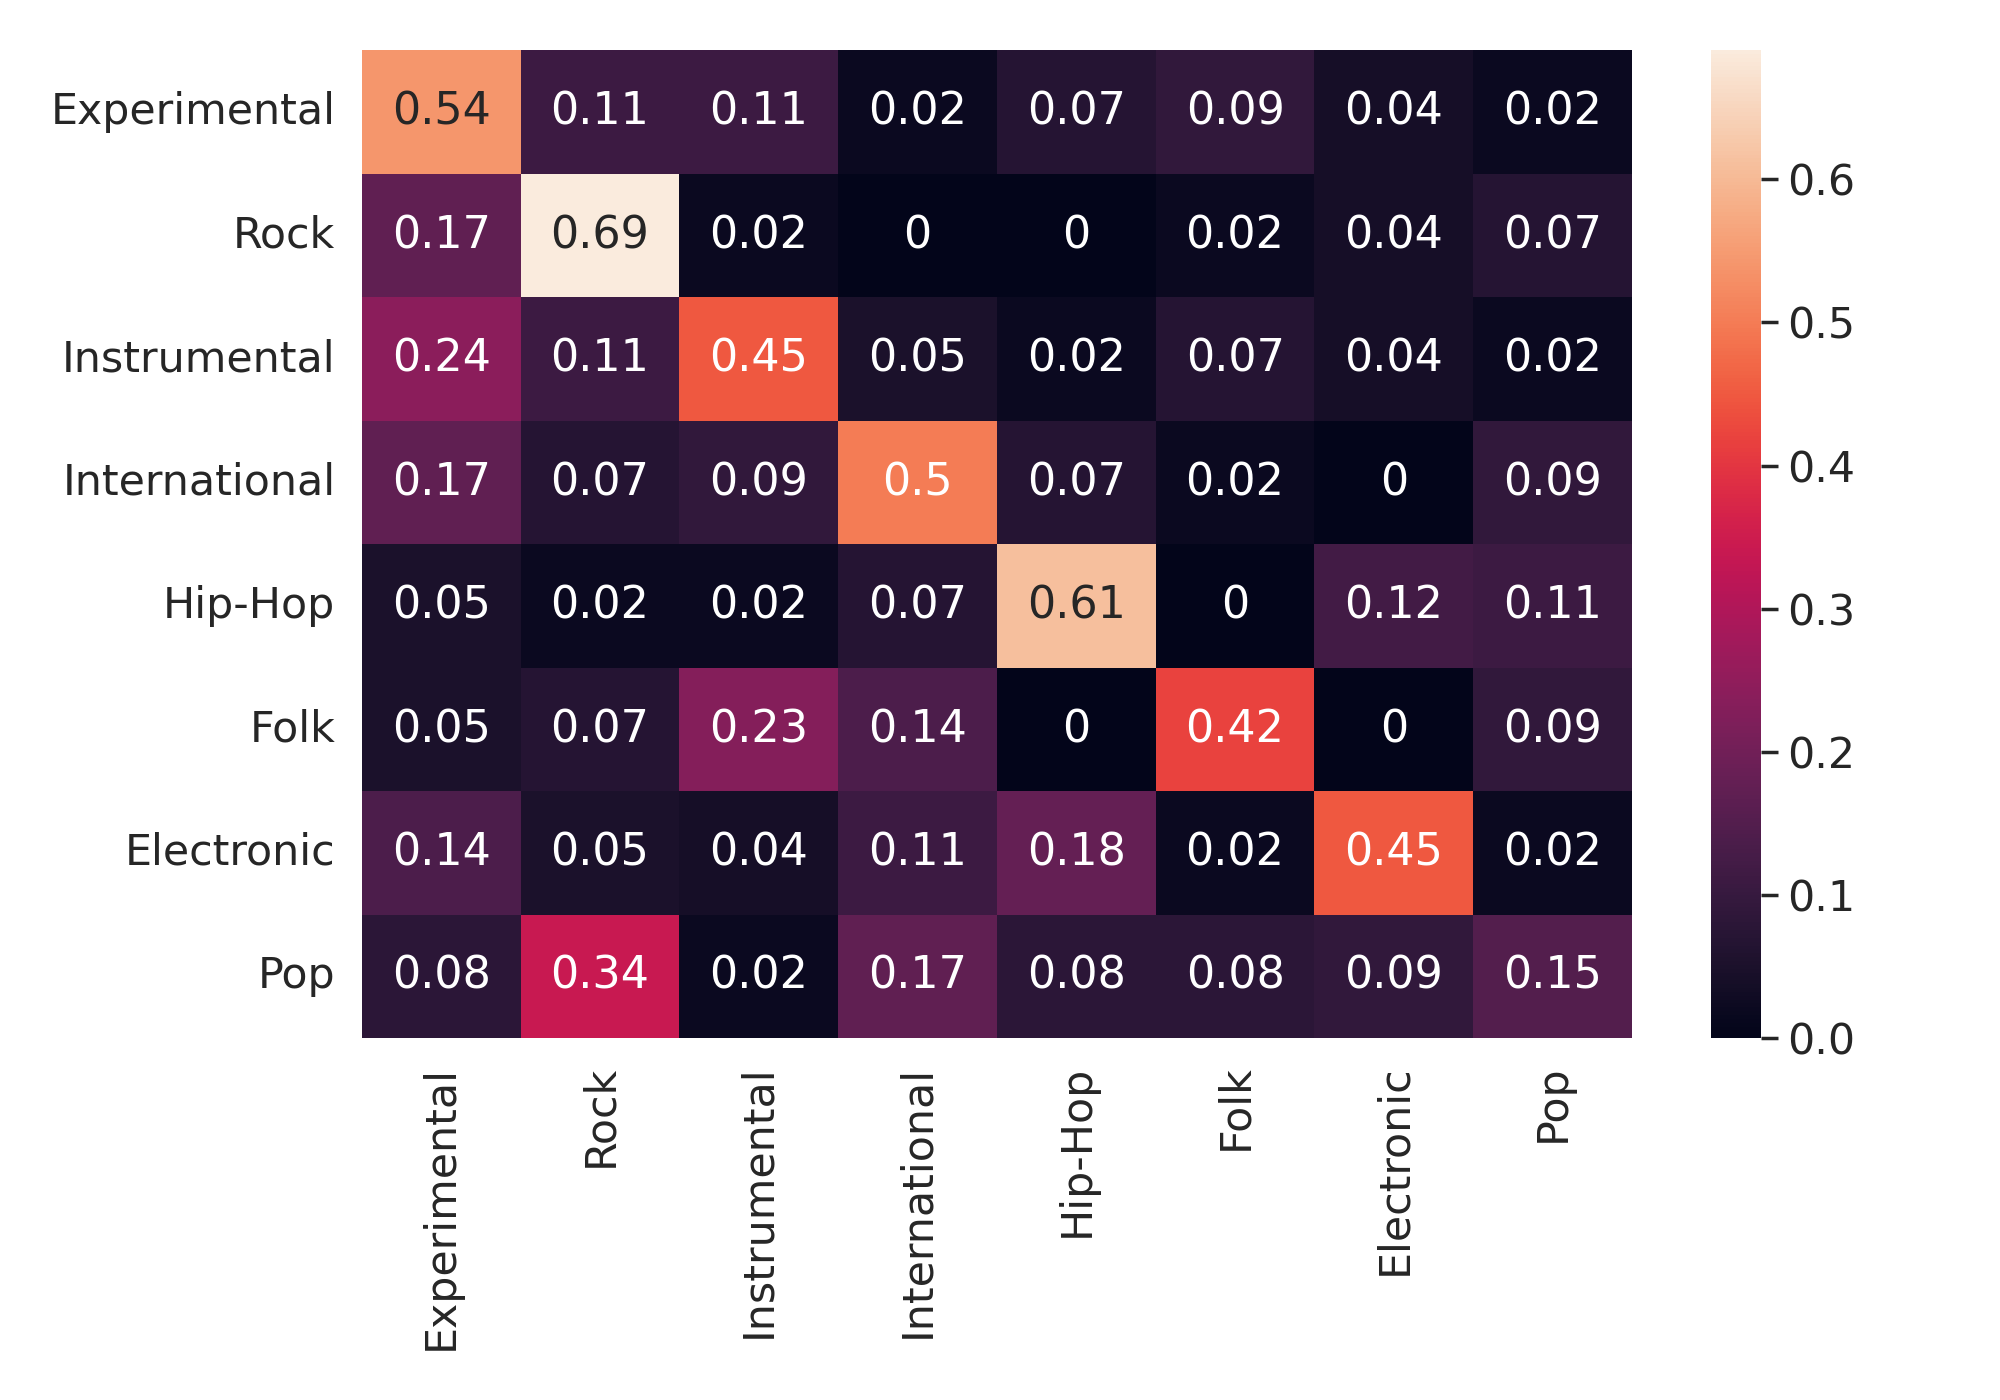 Experimental 0.54 0.11 0.11 0.02 0.07 0.09 0.04 0.02
Rock 0.17 0.69 0.02 0 0 0.02 0.04 0.07
Instrumental 0.24 0.11 0.45 0.05 0.02 0.07 0.04 0.02
International 0.17 0.07 0.09 0.5 0.07 0.02 0 0.09
Hip-Hop 0.05 0.02 0.02 0.07 0.61 0 0.12 0.11
Folk 0.05 0.07 0.23 0.14 0 0.42 0 0.09
Electronic 0.14 0.05 0.04 0.11 0.18 0.02 0.45 0.02
Pop 0.08 0.34 0.02 0.17 0.08 0.08 0.09 0.15
Experimental
Rock
Instrumental
International
Hip-Hop
Folk
Electronic
Pop
0.6
0.5
0.4
0.3
0.2
0.1
0.0